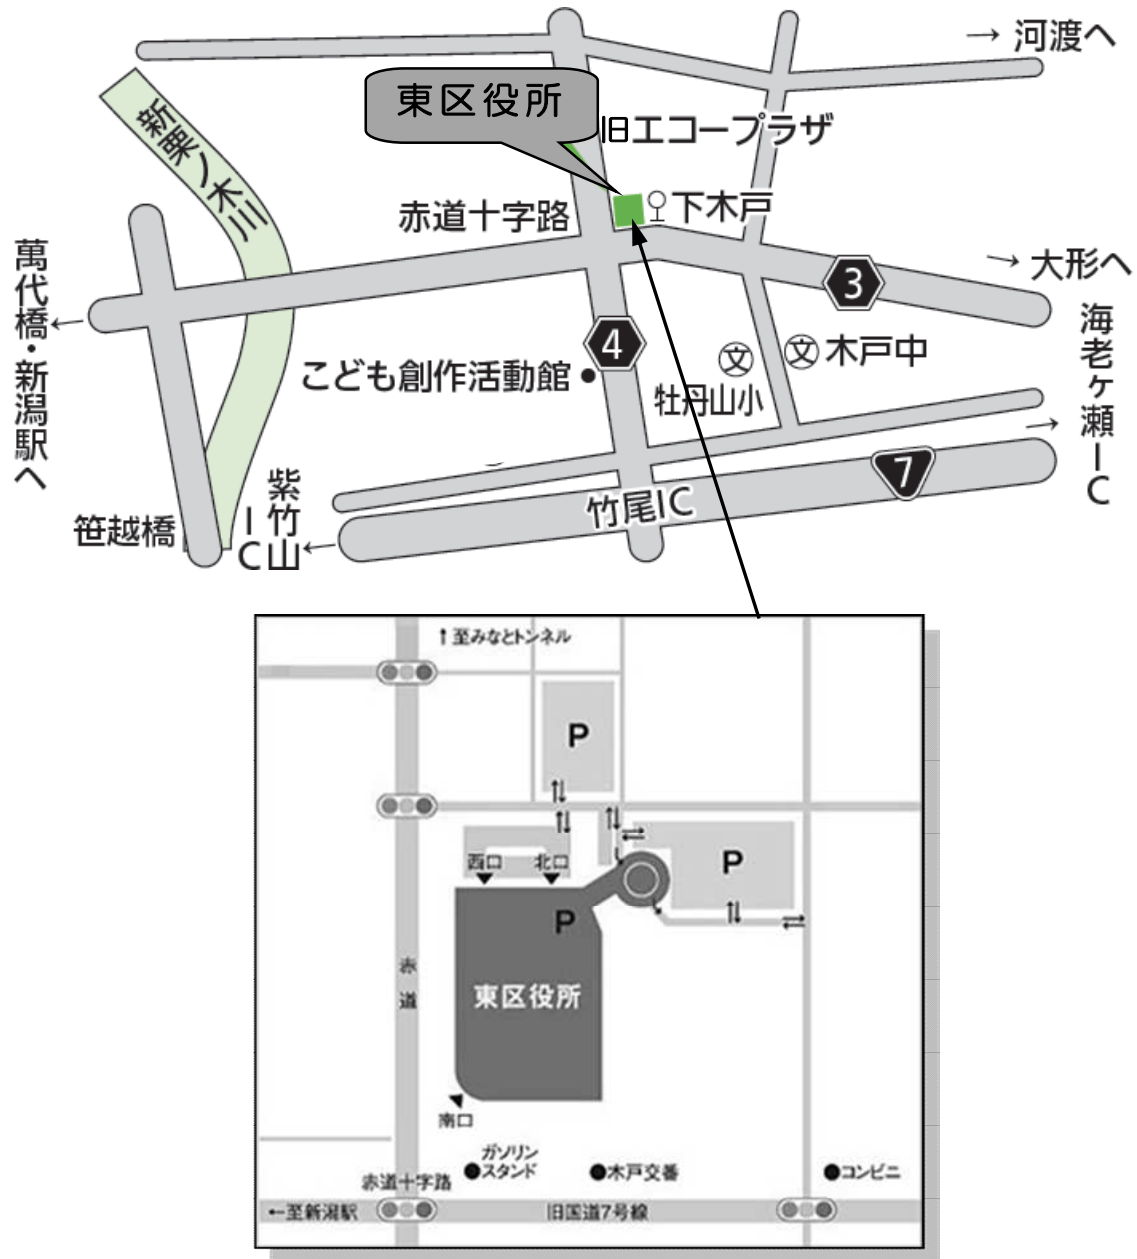 → 河渡へ
東区役所
旧エコープラザ
新栗ノ木川
下木戸
赤道十字路
→ 大形へ
萬代橋・新潟駅へ
←
3
海老ヶ瀬IC
→
4
文 木戸中
文
牡丹山小
こども創作活動館
7
竹尾IC
紫竹山IC
←
笹越橋
↑至みなとトンネル
P
P
西口
北口
P
東区役所
赤道
南口
ガソリン
スタンド
木戸交番
コンビニ
赤道十字路
←至新潟駅
旧国道7号線